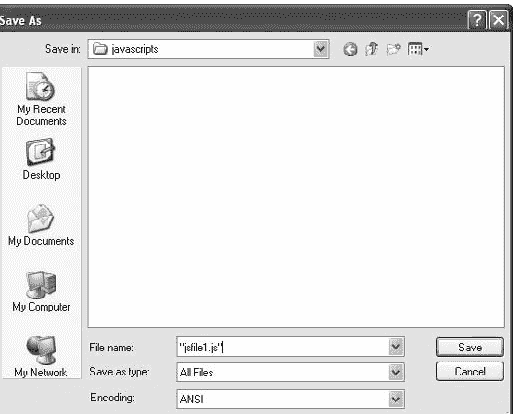 Save As
Save in:
javascripts
My Recent
Documents
Desktop
My Documents
My Computer
My Network
File name:
"jsfile1.js"
Save
Save as type:
All Files
Cancel
Encoding:
ANSI